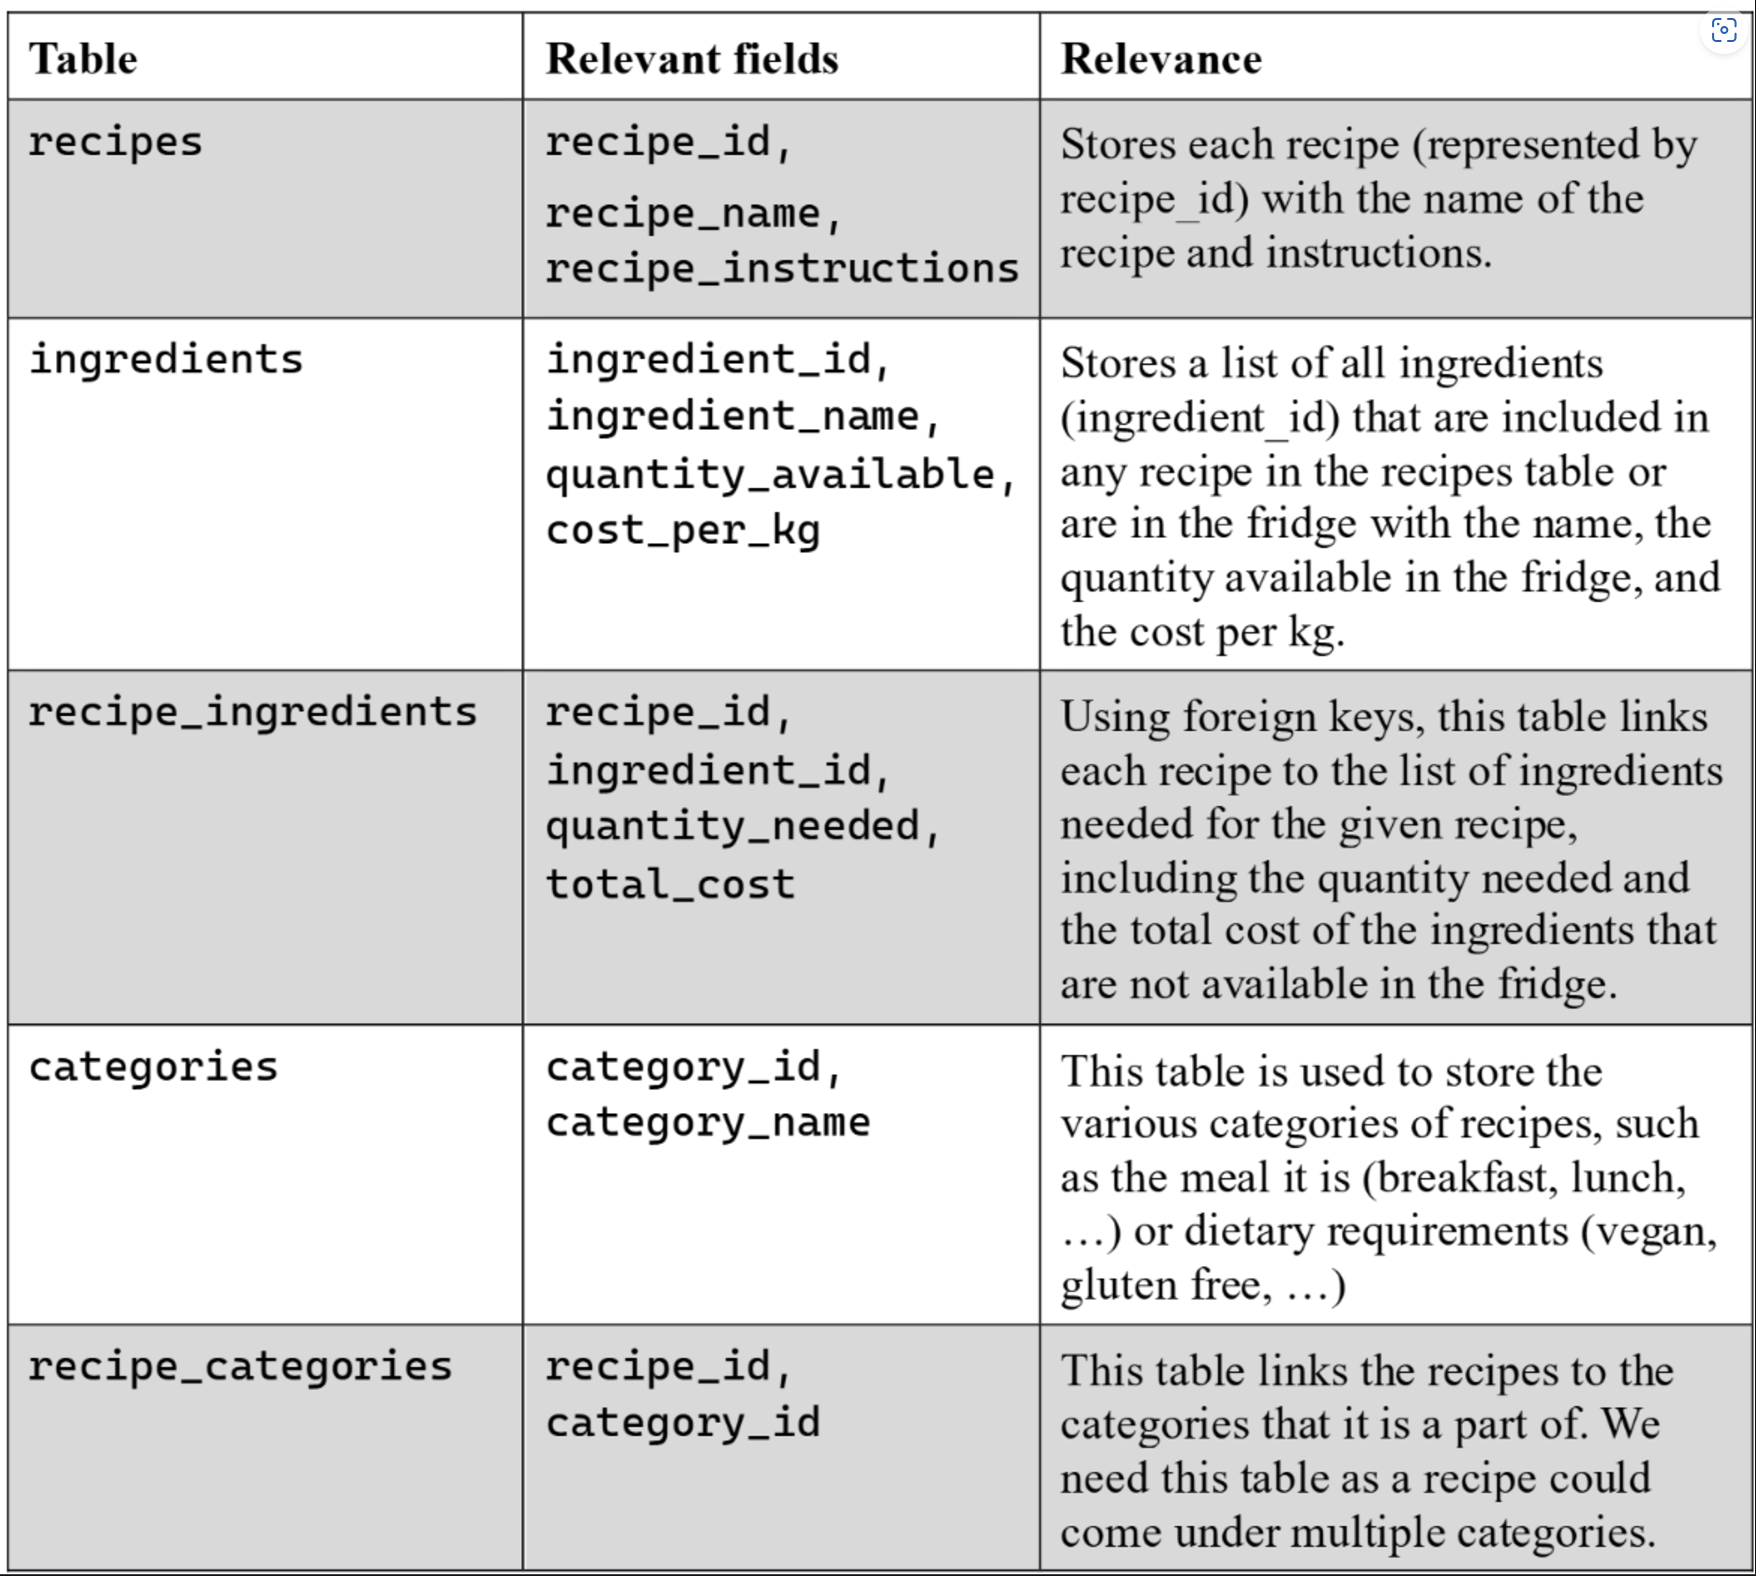 Table
Relevant fields
Relevance
recipes
recipe_id,
recipe_name,
recipe_instructions
Stores each recipe (represented by
recipe_id) with the name of the
recipe and instructions.
ingredients
ingredient_id,
ingredient_name,
quantity_available,
cost_per_kg
Stores a list of all ingredients
(ingredient_id) that are included in
any recipe in the recipes table or
are in the fridge with the name, the
quantity available in the fridge, and
the cost per kg.
recipe_ingredients
recipe_id,
ingredient_id,
quantity_needed,
total_cost
Using foreign keys, this table links
each recipe to the list of ingredients
needed for the given recipe,
including the quantity needed and
the total cost of the ingredients that
are not available in the fridge.
categories
category_id,
category_name
This table is used to store the
various categories of recipes, such
as the meal it is (breakfast, lunch,
…) or dietary requirements (vegan,
gluten free, …)
recipe_categories
recipe_id,
category_id
This table links the recipes to the
categories that it is a part of. We
need this table as a recipe could
come under multiple categories.